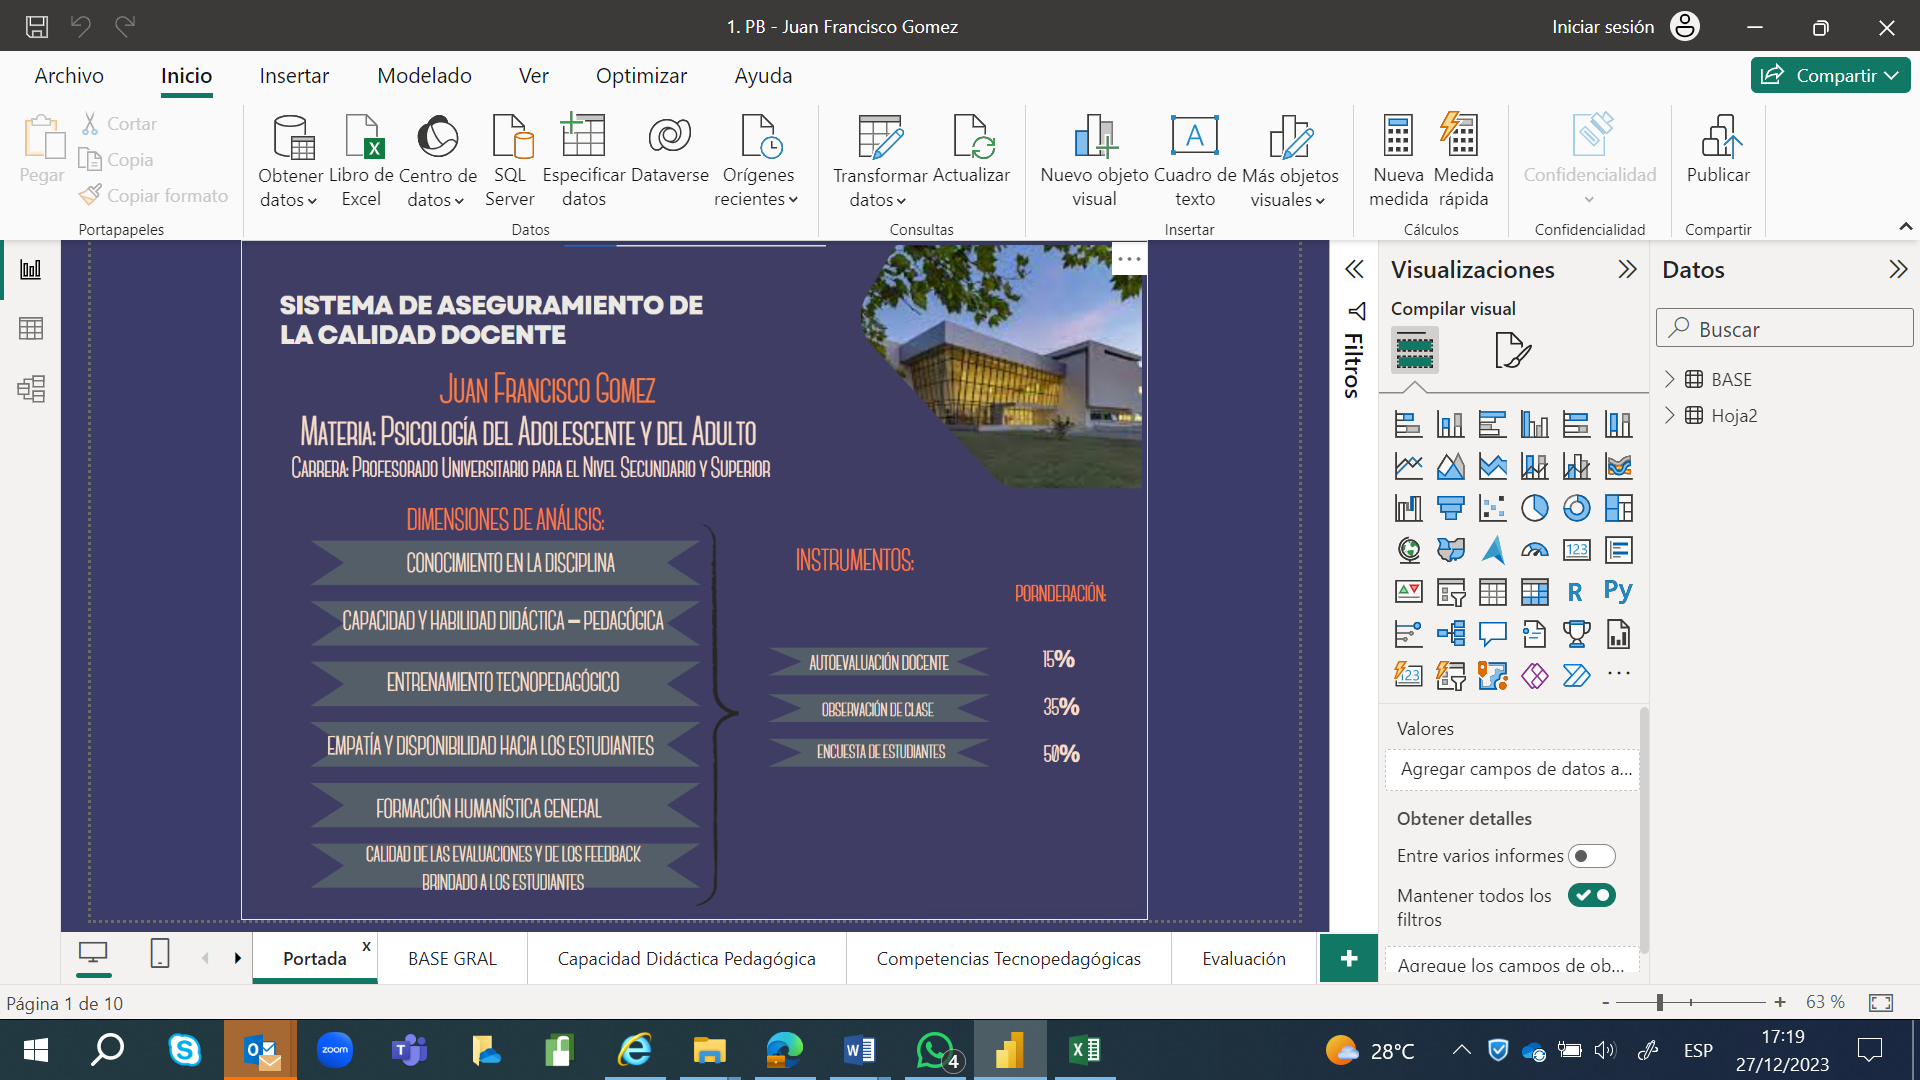 1. PB - Juan Francisco Gomez
Iniciar sesión
Archivo
Inicio
Insertar
Modelado
Ver
Optimizar
Ayuda
Compartir
Pegar
Cortar
Copia
Copiar formato
Portapapeles
Obtener datos
Libro de Excel
Centro de datos
SQL Server
Especificar datos
Dataverse
Orígenes recientes
Datos
Transformar datos
Actualizar
Consultas
Nuevo objeto visual
Cuadro de texto
Más objetos visuales
Insertar
Nueva medida
Medida rápida
Cálculos
Confidencialidad
Confidencialidad
Publicar
Compartir
SISTEMA DE ASEGURAMIENTO DE
LA CALIDAD DOCENTE
JUAN FRANCISCO GOMEZ
MATERIA: PSICOLOGÍA DEL ADOLESCENTE Y DEL ADULTO
CARRERA: PROFESORADO UNIVERSITARIO PARA EL NIVEL SECUNDARIO Y SUPERIOR
DIMENSIONES DE ANÁLISIS:
CONOCIMIENTO EN LA DISCIPLINA
CAPACIDAD Y HABILIDAD DIDÁCTICA – PEDAGÓGICA
ENTRENAMIENTO TECNOPEDAGÓGICO
EMPATÍA Y DISPONIBILIDAD HACIA LOS ESTUDIANTES
FORMACIÓN HUMANÍSTICA GENERAL
CALIDAD DE LAS EVALUACIONES Y DE LOS FEEDBACK
BRINDADO A LOS ESTUDIANTES
INSTRUMENTOS:
PORNDERACIÓN:
AUTOEVALUACIÓN DOCENTE 15%
OBSERVACIÓN DE CLASE 35%
ENCUESTA DE ESTUDIANTES 50%
Filtros
Visualizaciones
Compilar visual
123
R
Py
123
Valores
Agregar campos de datos a...
Obtener detalles
Entre varios informes
Mantener todos los
filtros
Agregue los campos de ob...
Datos
Buscar
BASE
Hoja2
Portada
x
BASE GRAL
Capacidad Didáctica Pedagógica
Competencias Tecnopedagógicas
Evaluación
+
Página 1 de 10
- + 63 %
zoom
4
28°C
ESP
17:19
27/12/2023